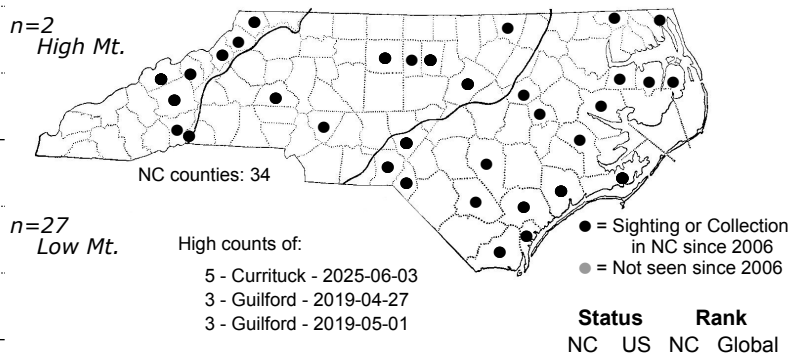 n=2
High Mt.
NC counties: 34
n=27
Low Mt.
High counts of:
5 - Currituck - 2025-06-03
3 - Guilford - 2019-04-27
3 - Guilford - 2019-05-01
= Sighting or Collection
in NC since 2006
= Not seen since 2006
Status Rank
NC US NC Global